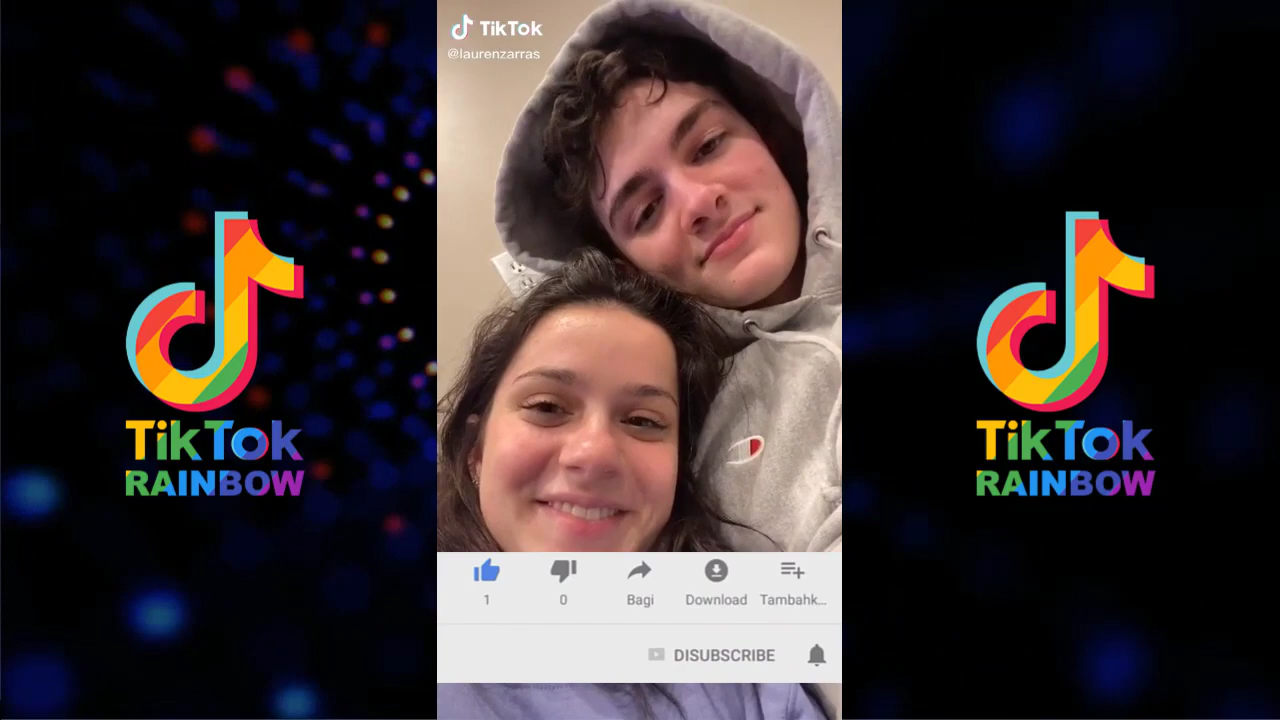 TikTok
@laurenzarras
TikTok
RAINBOW
TikTok
RAINBOW
1
0
Bagi
Download
Tambahk...
DISUBSCRIBE